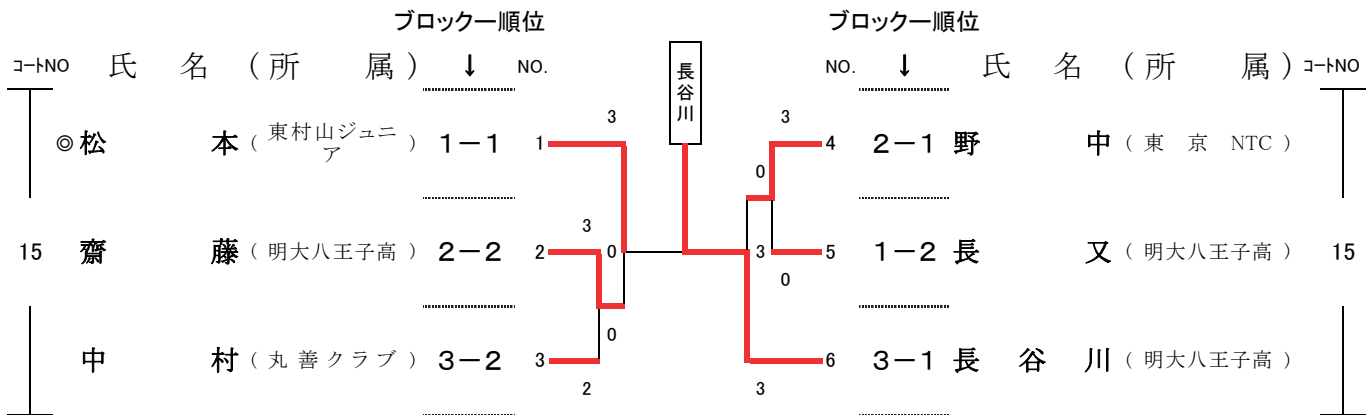 ブロックー順位 ブロックー順位
コートNO 氏 名 (所 属) ↓ NO. 長谷川 NO. ↓ 氏 名 (所 属) コートNO
3 3
◎松 本 (東村山ジュニア) 1-1 1 4 2-1 野 中 (東 京 NTC)
0
3
15 齋 藤 (明大八王子高) 2-2 2 0 3 5 1-2 長 又 (明大八王子高) 15
0
0
中 村 (丸善クラブ) 3-2 3 6 3-1 長 谷 川 (明大八王子高)
2 3